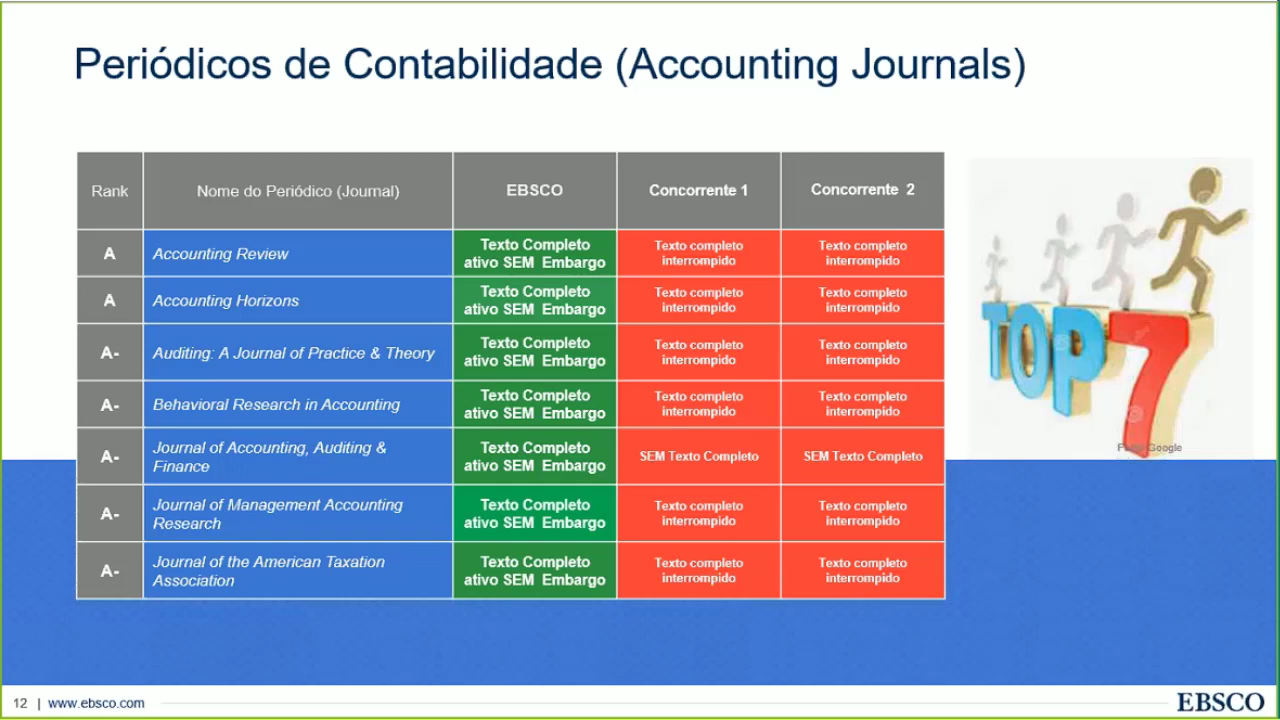 Periódicos de Contabilidade (Accounting Journals)
Rank
Nome do Periódico (Journal)
EBSCO
Concorrente 1
Concorrente 2
A
Accounting Review
Texto Completo
ativo SEM Embargo
Texto completo
interrompido
Texto completo
interrompido
A
Accounting Horizons
Texto Completo
ativo SEM Embargo
Texto completo
interrompido
Texto completo
interrompido
A-
Auditing: A Journal of Practice & Theory
Texto Completo
ativo SEM Embargo
Texto completo
interrompido
Texto completo
interrompido
A-
Behavioral Research in Accounting
Texto Completo
ativo SEM Embargo
Texto completo
interrompido
Texto completo
interrompido
A-
Journal of Accounting, Auditing &
Finance
Texto Completo
ativo SEM Embargo
SEM Texto Completo
SEM Texto Completo
A-
Journal of Management Accounting
Research
Texto Completo
ativo SEM Embargo
Texto completo
interrompido
Texto completo
interrompido
A-
Journal of the American Taxation
Association
Texto Completo
ativo SEM Embargo
Texto completo
interrompido
Texto completo
interrompido
TOP 7
Google
12 | www.ebsco.com
EBSCO